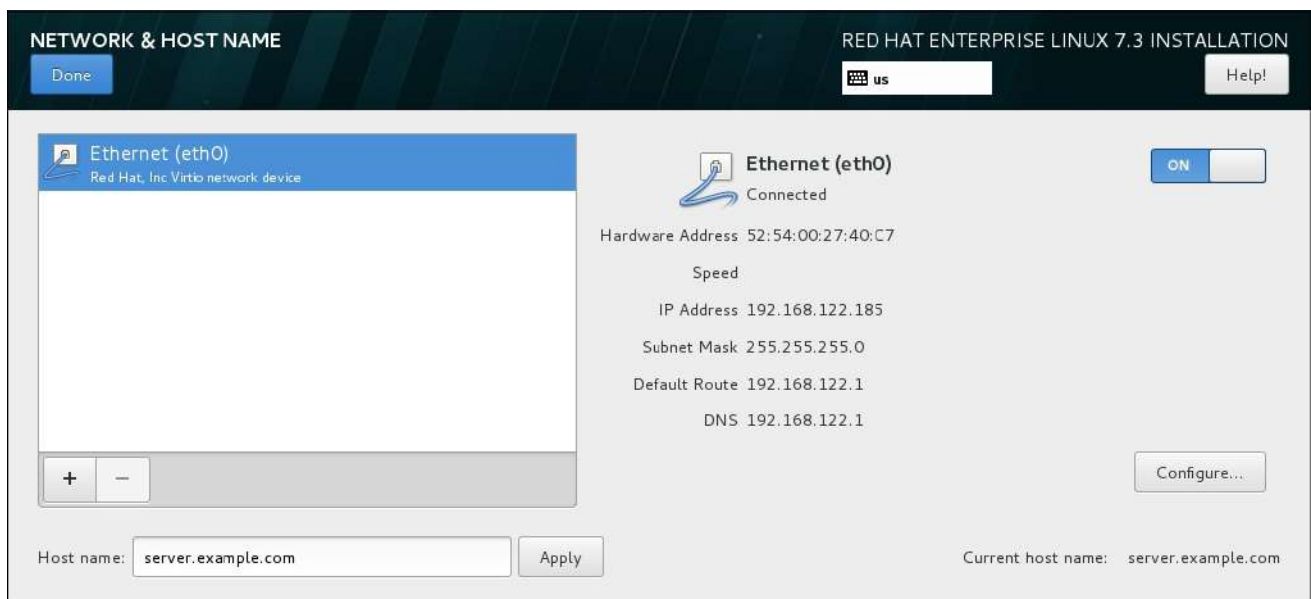 NETWORK & HOST NAME
RED HAT ENTERPRISE LINUX 7.3 INSTALLATION
Done
us
Help!
Ethernet (eth0)
Red Hat, Inc Virtio network device
Ethernet (eth0)
ON
Connected
Hardware Address 52:54:00:27:40:C7
Speed
IP Address 192.168.122.185
Subnet Mask 255.255.255.0
Default Route 192.168.122.1
DNS 192.168.122.1
+ −
Configure...
Host name: server.example.com Apply
Current host name: server.example.com